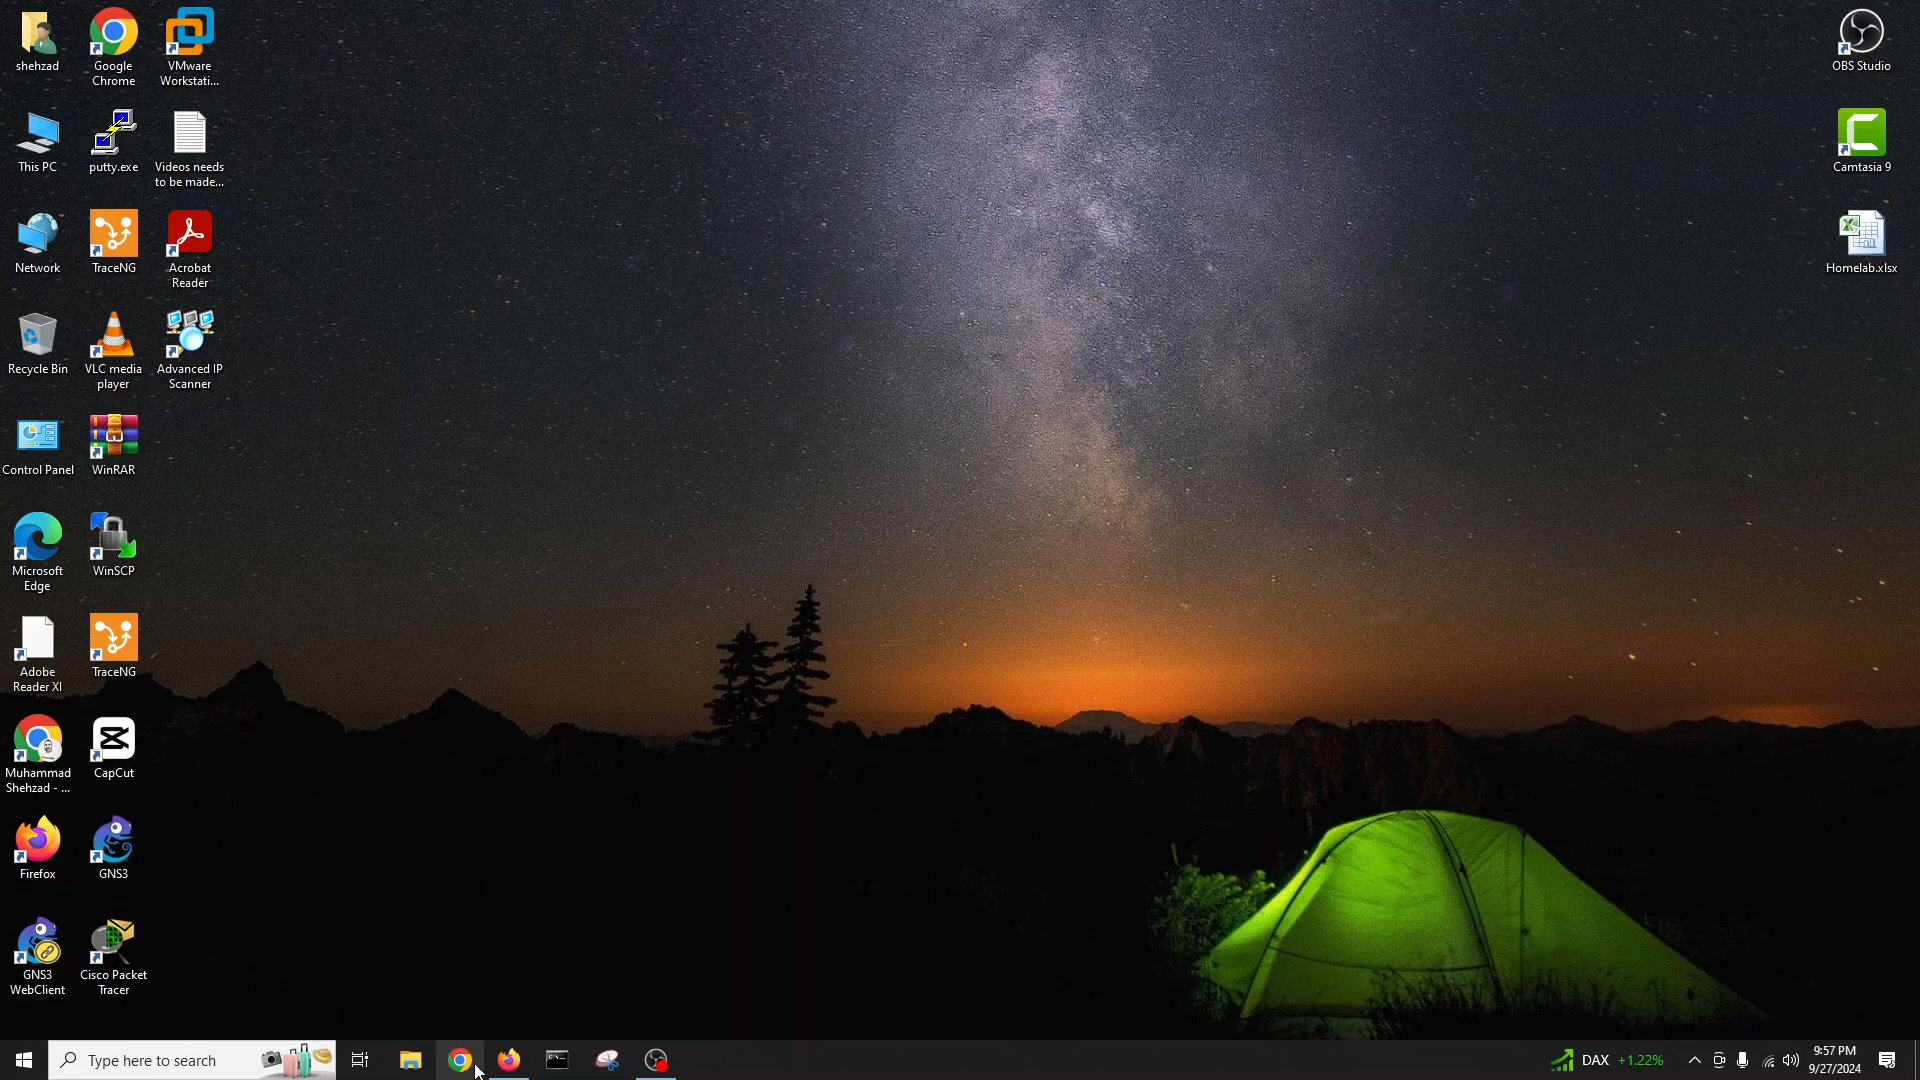 shehzad
Google
Chrome
VMware
Workstati...
OBS Studio
This PC
putty.exe
Videos needs
to be made...
Camtasia 9
Network
TraceNG
Acrobat
Reader
Homelab.xlsx
Recycle Bin
VLC media
player
Advanced IP
Scanner
Control Panel
WinRAR
Microsoft
Edge
WinSCP
Adobe
Reader XI
TraceNG
Muhammad
Shehzad - ...
CapCut
Firefox
GNS3
GNS3
WebClient
Cisco Packet
Tracer
Type here to search
DAX +1.22%
9:57 PM
9/27/2024